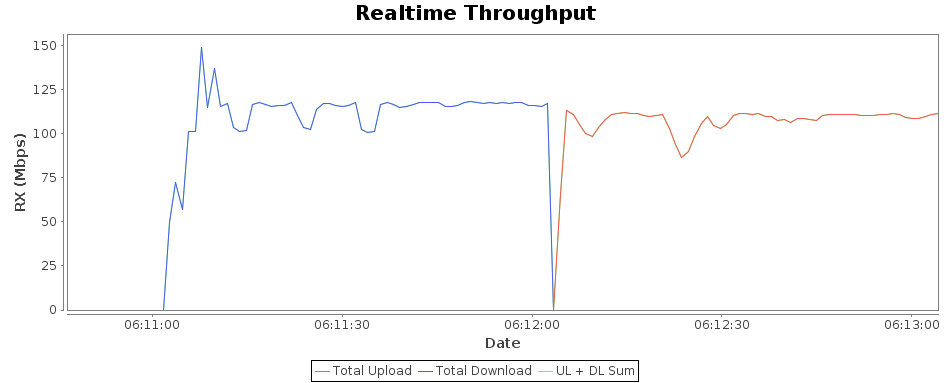 Realtime Throughput
RX (Mbps)
150
125
100
75
50
25
0
06:11:00 06:11:30 06:12:00 06:12:30 06:13:00
Date
Total Upload Total Download UL + DL Sum